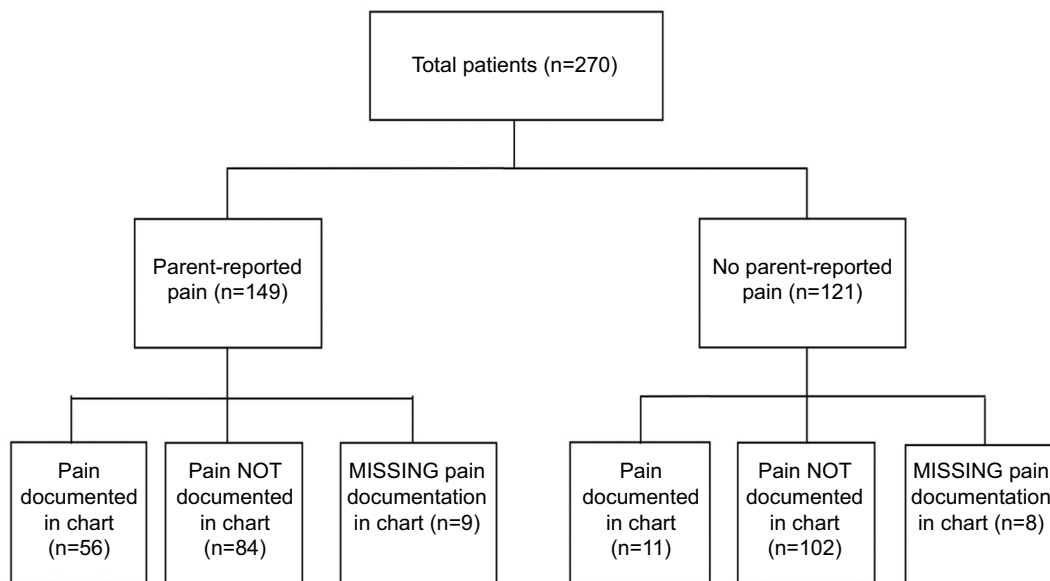 Total patients (n=270)
Parent-reported
pain (n=149)
No parent-reported
pain (n=121)
Pain
documented
in chart
(n=56)
Pain NOT
documented
in chart
(n=84)
MISSING pain
documentation
in chart (n=9)
Pain
documented
in chart
(n=11)
Pain NOT
documented
in chart
(n=102)
MISSING pain
documentation
in chart (n=8)